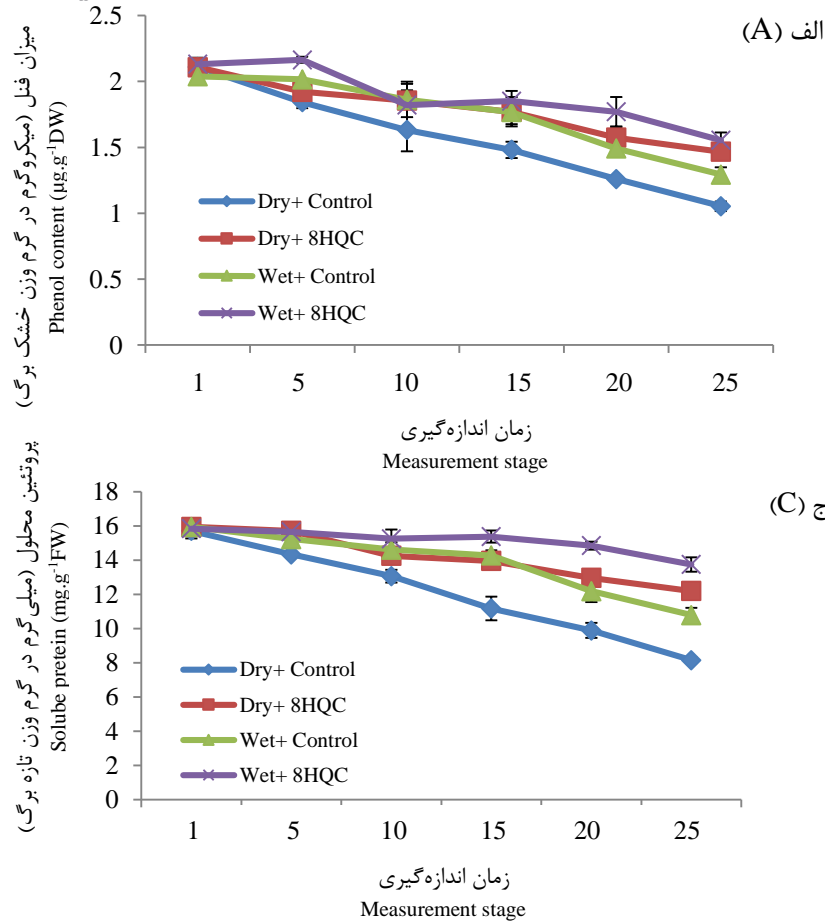 الف (A)
میزان فنل (میکروگرم در گرم وزن خشک برگ)
Phenol content (µg.g-1DW)
2.5
2
1.5
1
0.5
0
Dry+ Control
Dry+ 8HQC
Wet+ Control
Wet+ 8HQC
1 5 10 15 20 25
زمان اندازه‌گیری
Measurement stage
ج (C)
پروتئین محلول (میلی گرم در گرم وزن تازه برگ)
Solube pretein (mg.g-1FW)
18
16
14
12
10
8
6
4
2
0
Dry+ Control
Dry+ 8HQC
Wet+ Control
Wet+ 8HQC
1 5 10 15 20 25
زمان اندازه‌گیری
Measurement stage